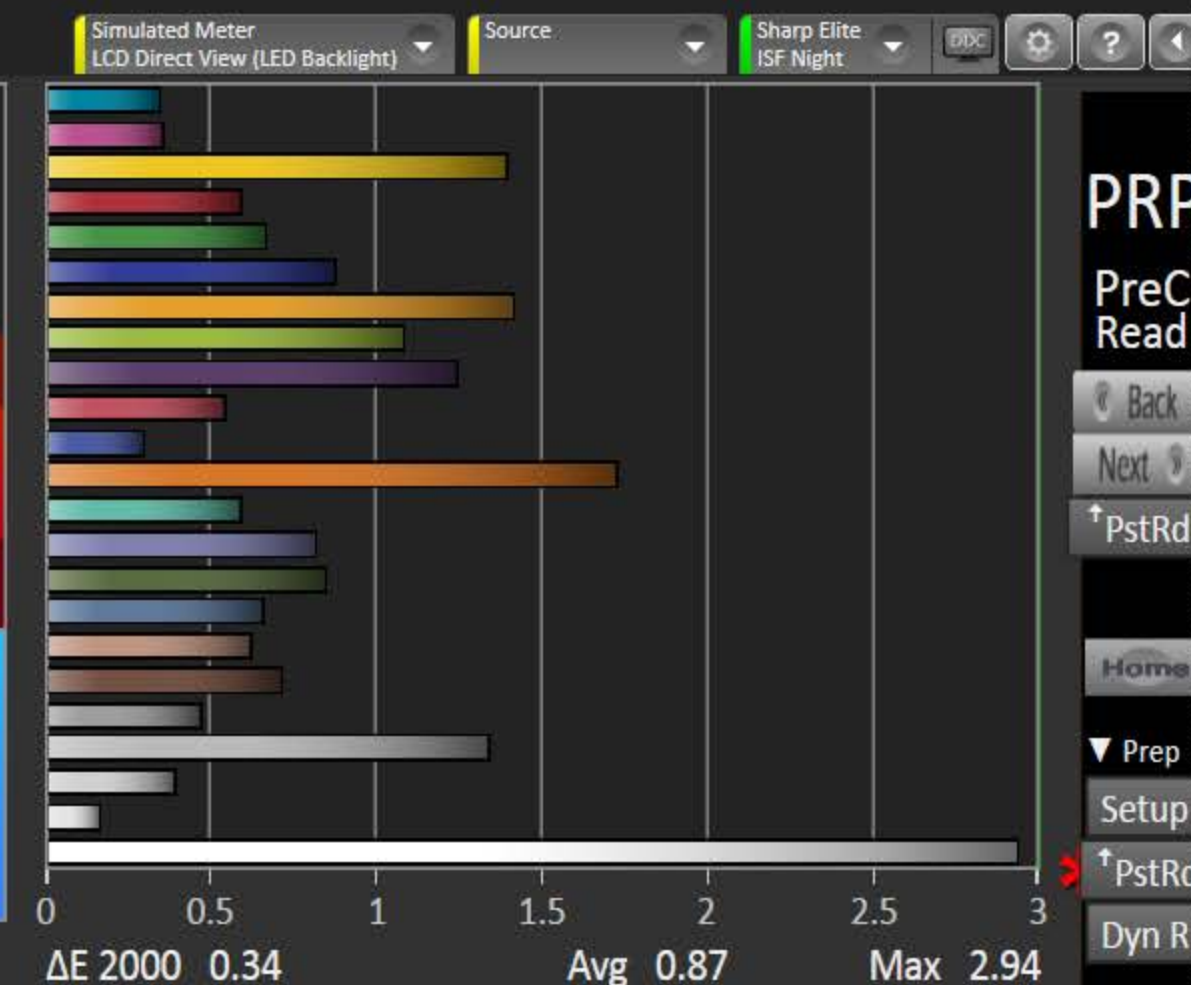 Simulated Meter
LCD Direct View (LED Backlight)
Source
Sharp Elite
ISF Night
DDC
?
PRP
PreC
Read
Back
Next
PstRd
Home
Prep
Setup
PstRd
Dyn R
0 0.5 1 1.5 2 2.5 3
ΔE 2000 0.34 Avg 0.87 Max 2.94